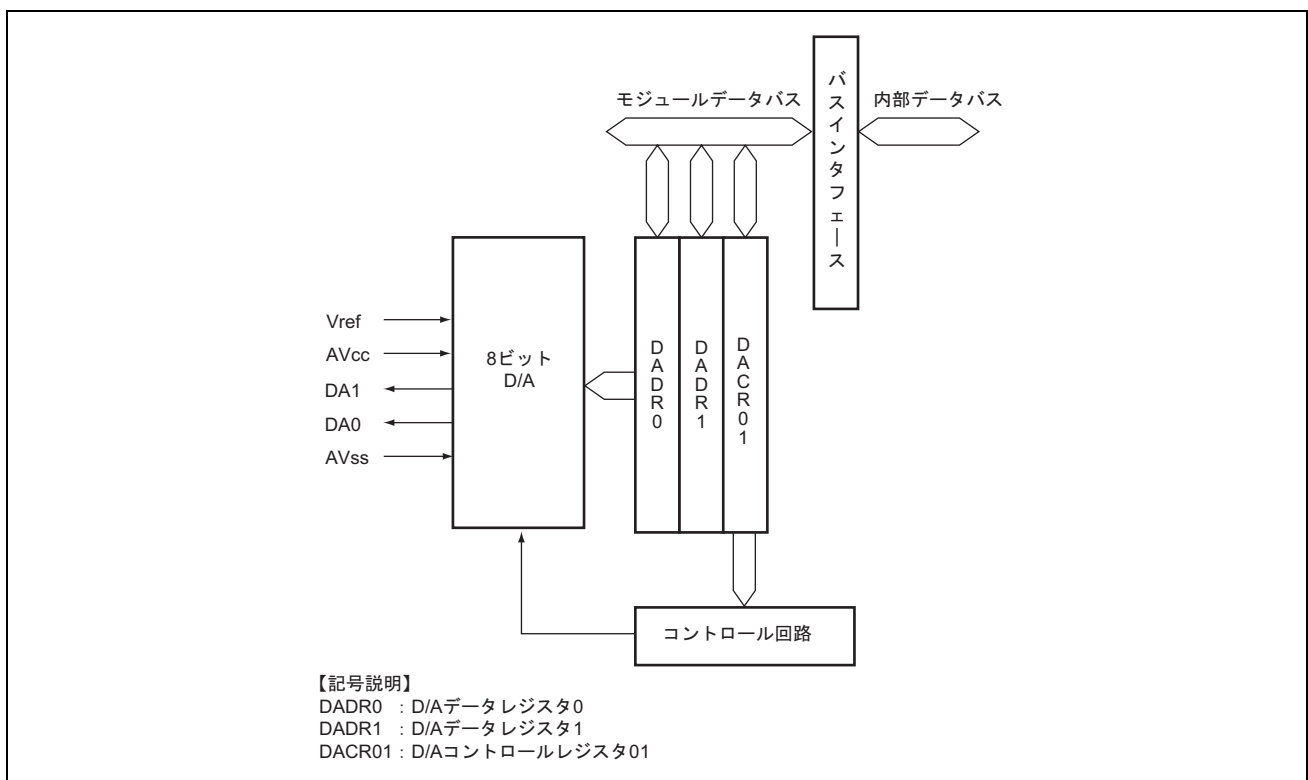 モジュールデータバス
内部データバス
バスインタフェース
Vref
AVcc
DA1
DA0
AVss
8ビット
D/A
DADR0
DADR1
DACR01
コントロール回路
【記号説明】
DADR0 : D/Aデータレジスタ0
DADR1 : D/Aデータレジスタ1
DACR01 : D/Aコントロールレジスタ01